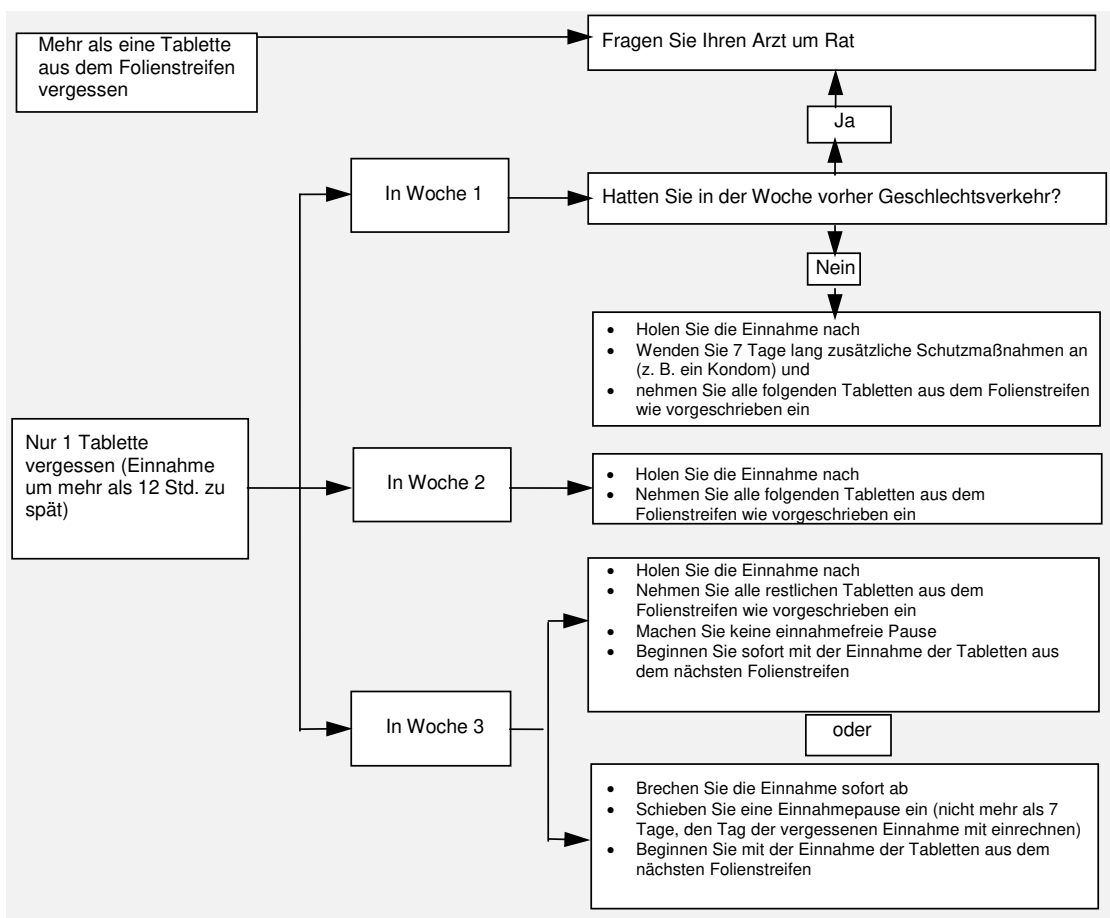 Mehr als eine Tablette
aus dem Folienstreifen
vergessen
Fragen Sie Ihren Arzt um Rat
Ja
In Woche 1
Hatten Sie in der Woche vorher Geschlechtsverkehr?
Nein
• Holen Sie die Einnahme nach
• Wenden Sie 7 Tage lang zusätzliche Schutzmaßnahmen an
(z. B. ein Kondom) und
• nehmen Sie alle folgenden Tabletten aus dem Folienstreifen
wie vorgeschrieben ein
Nur 1 Tablette
vergessen (Einnahme
um mehr als 12 Std. zu
spät)
In Woche 2
• Holen Sie die Einnahme nach
• Nehmen Sie alle folgenden Tabletten aus dem
Folienstreifen wie vorgeschrieben ein
In Woche 3
• Holen Sie die Einnahme nach
• Nehmen Sie alle restlichen Tabletten aus dem
Folienstreifen wie vorgeschrieben ein
• Machen Sie keine einnahmefreie Pause
• Beginnen Sie sofort mit der Einnahme der Tabletten aus
dem nächsten Folienstreifen
oder
• Brechen Sie die Einnahme sofort ab
• Schieben Sie eine Einnahmepause ein (nicht mehr als 7
Tage, den Tag der vergessenen Einnahme mit einrechnen)
• Beginnen Sie mit der Einnahme der Tabletten aus dem
nächsten Folienstreifen